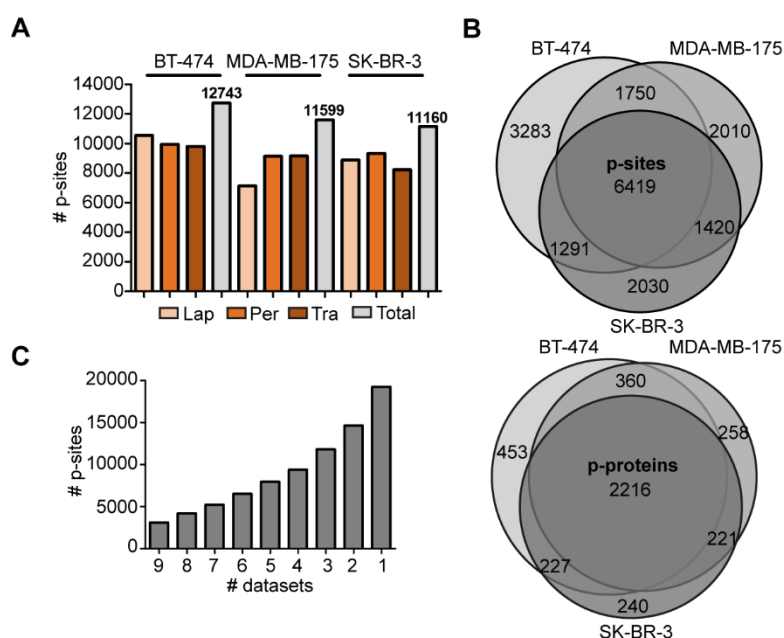 A
BT-474 MDA-MB-175 SK-BR-3
14000
12000
10000
8000
6000
4000
2000
0
# p-sites
12743
11599
11160
Lap Per Tra Total
B
BT-474
MDA-MB-175
1750
3283
2010
p-sites
6419
1420
1291
2030
SK-BR-3
BT-474
MDA-MB-175
360
453
258
p-proteins
2216
221
227
240
SK-BR-3
C
20000
15000
10000
5000
0
# p-sites
9 8 7 6 5 4 3 2 1
# datasets